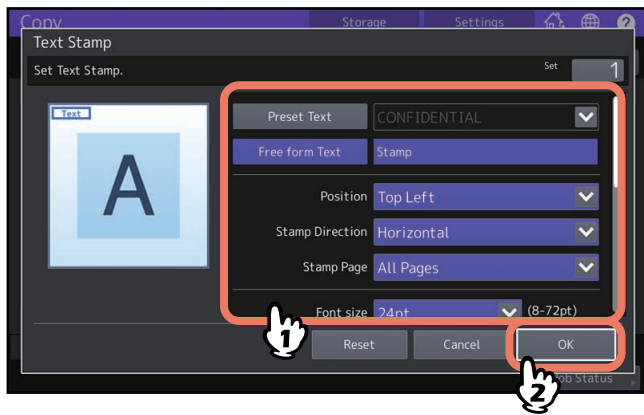 Copy Storage Settings
Text Stamp
Set Text Stamp. Set 1
Text
A
Preset Text CONFIDENTIAL
Free form Text Stamp
Position Top Left
Stamp Direction Horizontal
Stamp Page All Pages
Font size 24pt (8-72pt)
1
Reset Cancel OK
2
Job Status